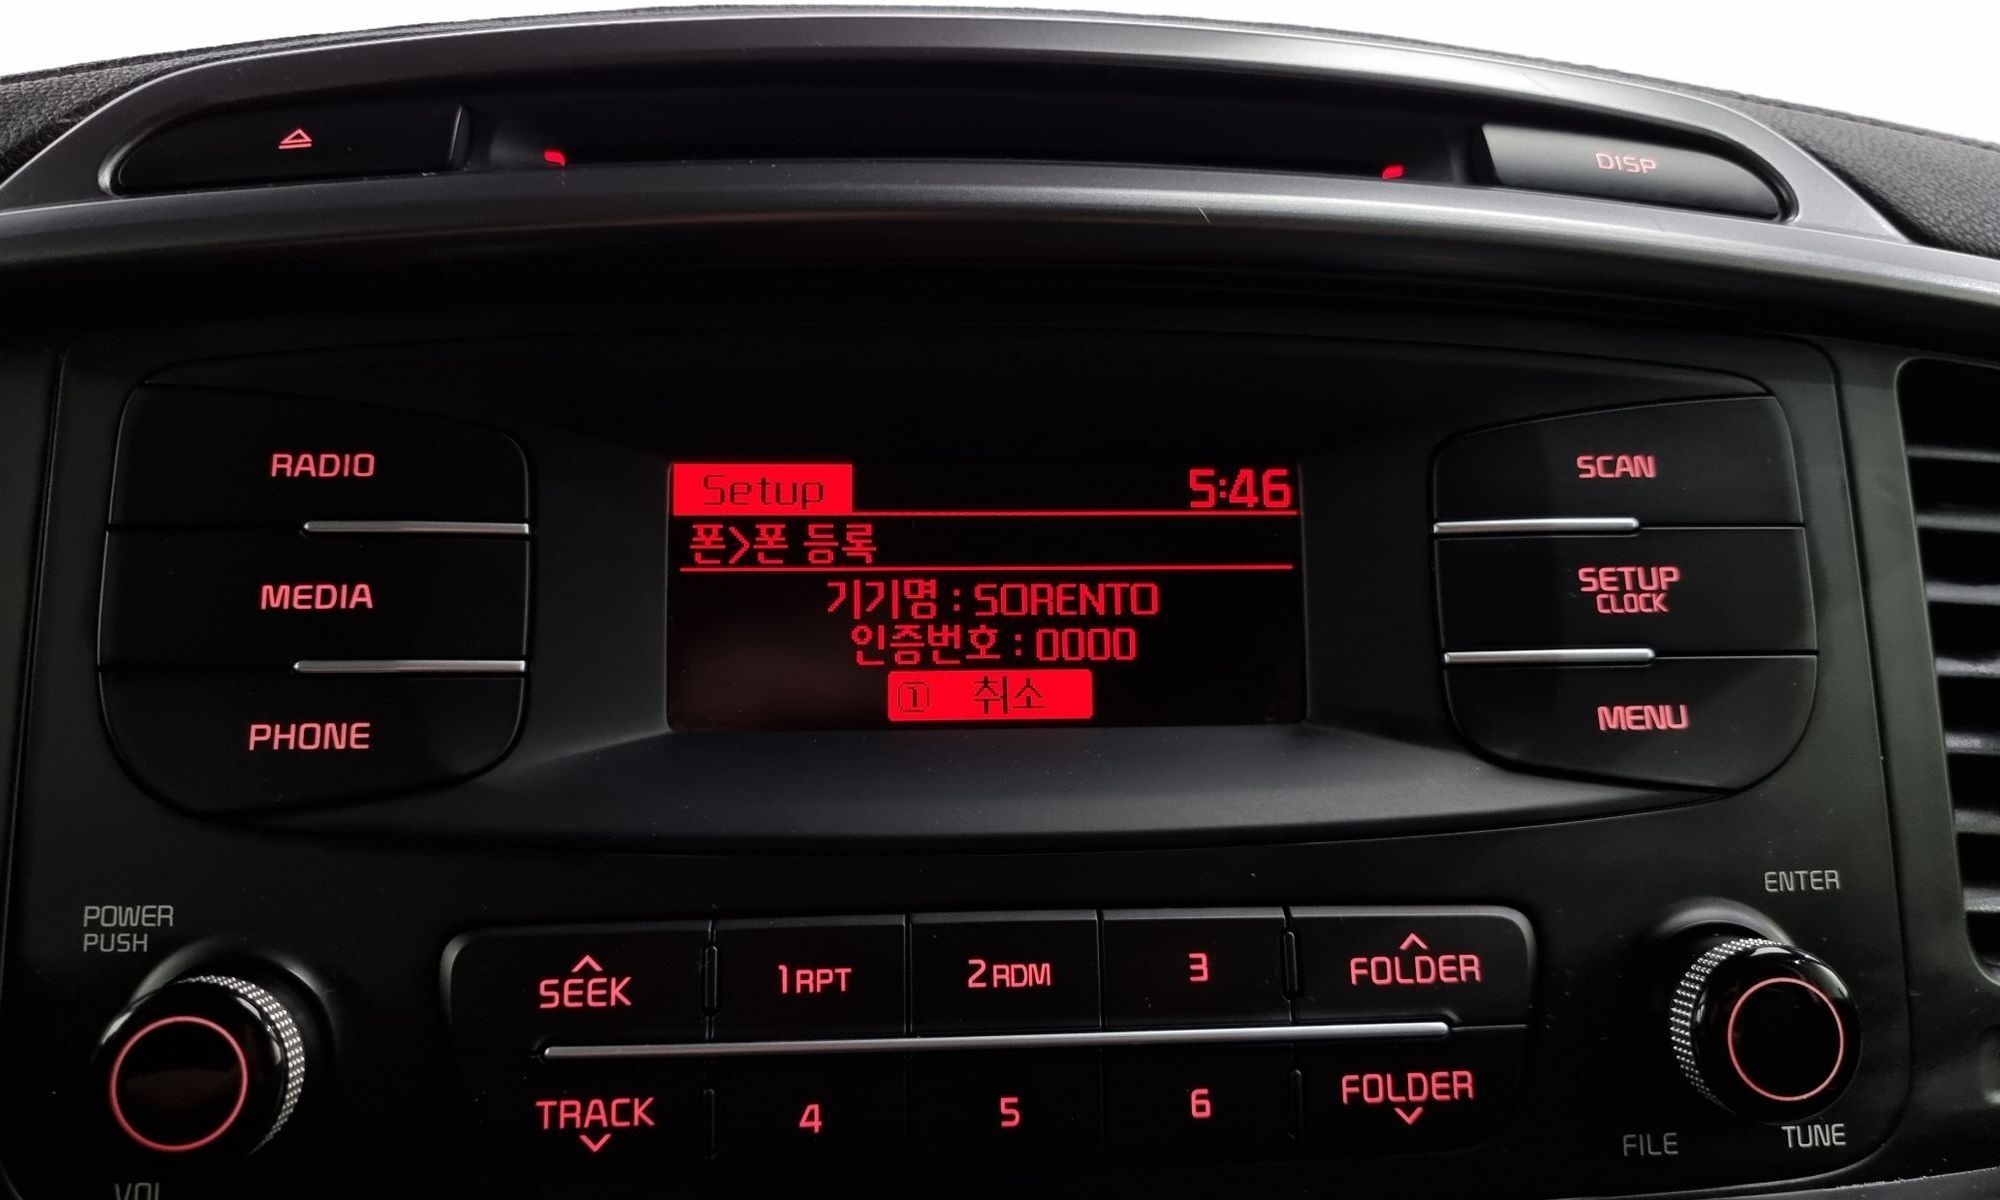 DISP
RADIO
MEDIA
PHONE
Setup 5:46
폰>폰 등록
기기명 : SORENTO
인증번호 : 0000
① 취소
SCAN
SETUP
CLOCK
MENU
POWER
PUSH
VOL
SEEK
1 RPT
2 RDM
3
FOLDER
TRACK
4
5
6
FOLDER
ENTER
FILE
TUNE